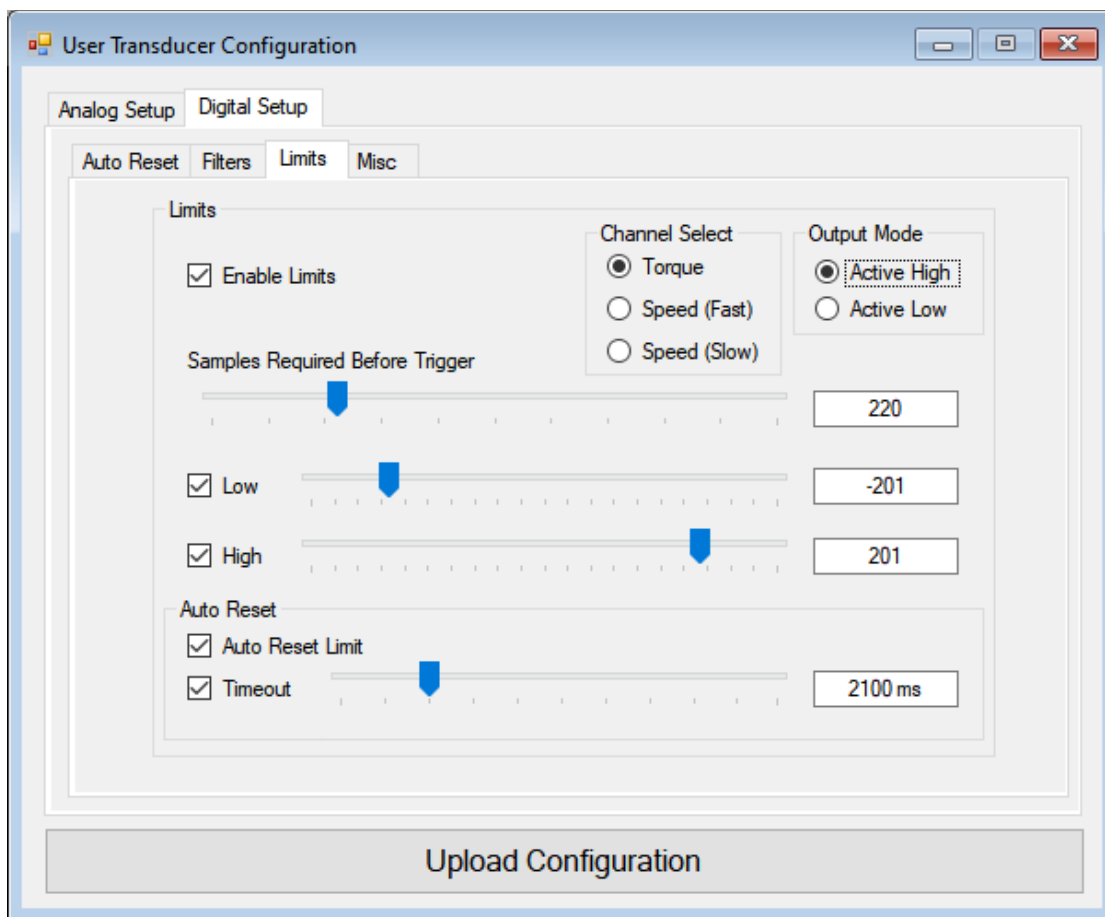 User Transducer Configuration
Analog Setup Digital Setup
Auto Reset Filters Limits Misc
Limits
Enable Limits
Channel Select
Torque
Speed (Fast)
Speed (Slow)
Output Mode
Active High
Active Low
Samples Required Before Trigger
220
Low -201
High 201
Auto Reset
Auto Reset Limit
Timeout 2100 ms
Upload Configuration